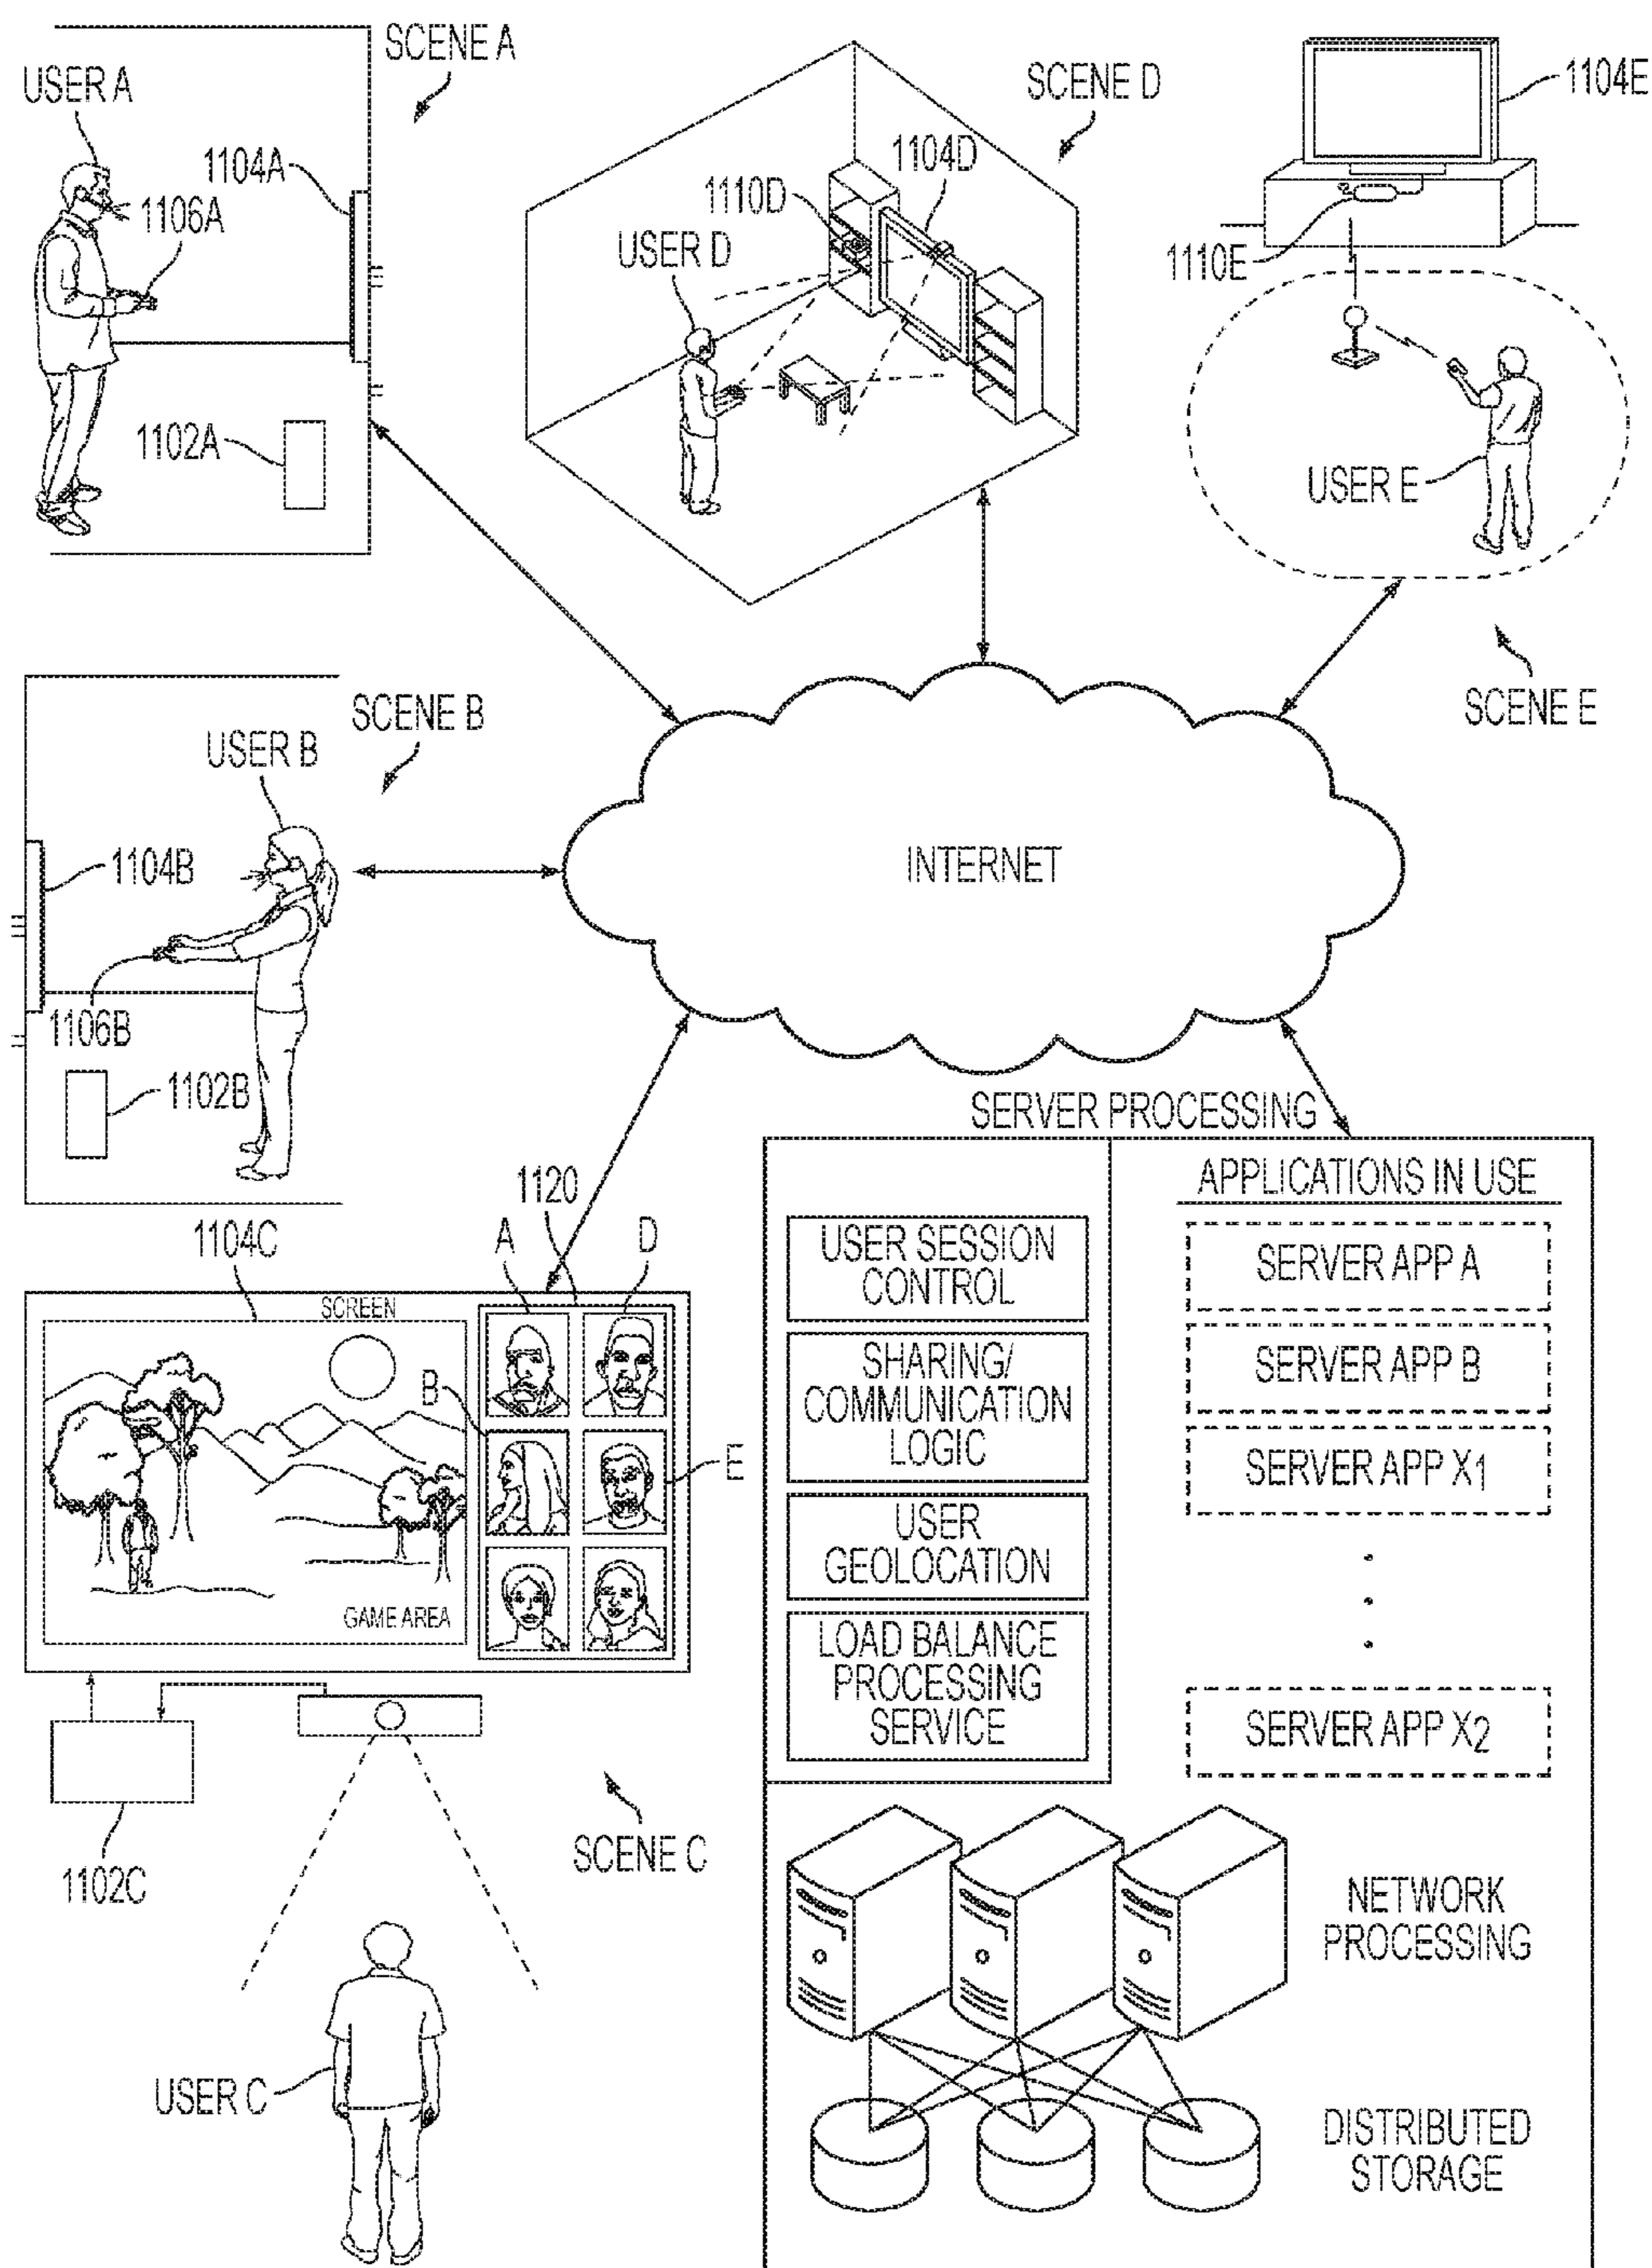 SCENE A
USER A
1104A
1106A
1102A
SCENE D
1104D
1110D
USER D
1104E
1110E
USER E
SCENE E
SCENE B
USER B
1104B
1106B
1102B
INTERNET
SERVER PROCESSING
APPLICATIONS IN USE
USER SESSION
CONTROL
SHARING/
COMMUNICATION
LOGIC
USER
GEOLOCATION
LOAD BALANCE
PROCESSING
SERVICE
SERVER APP A
SERVER APP B
SERVER APP X1
SERVER APP X2
NETWORK
PROCESSING
DISTRIBUTED
STORAGE
1120
A
D
1104C
SCREEN
B
E
GAME AREA
1102C
SCENE C
USER C